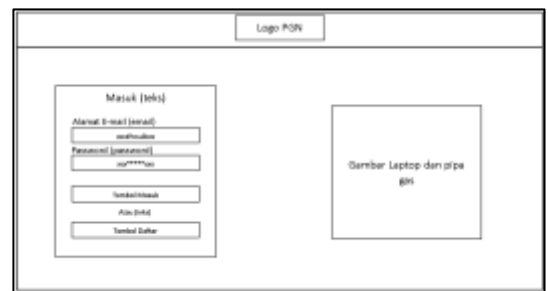 Logo PGN
Masuk (teks)
Alamat E-mail (email)
Password (password)
Tombol Masuk
Atau (teks)
Tombol Daftar
Gambar Laptop dan pipa
gas